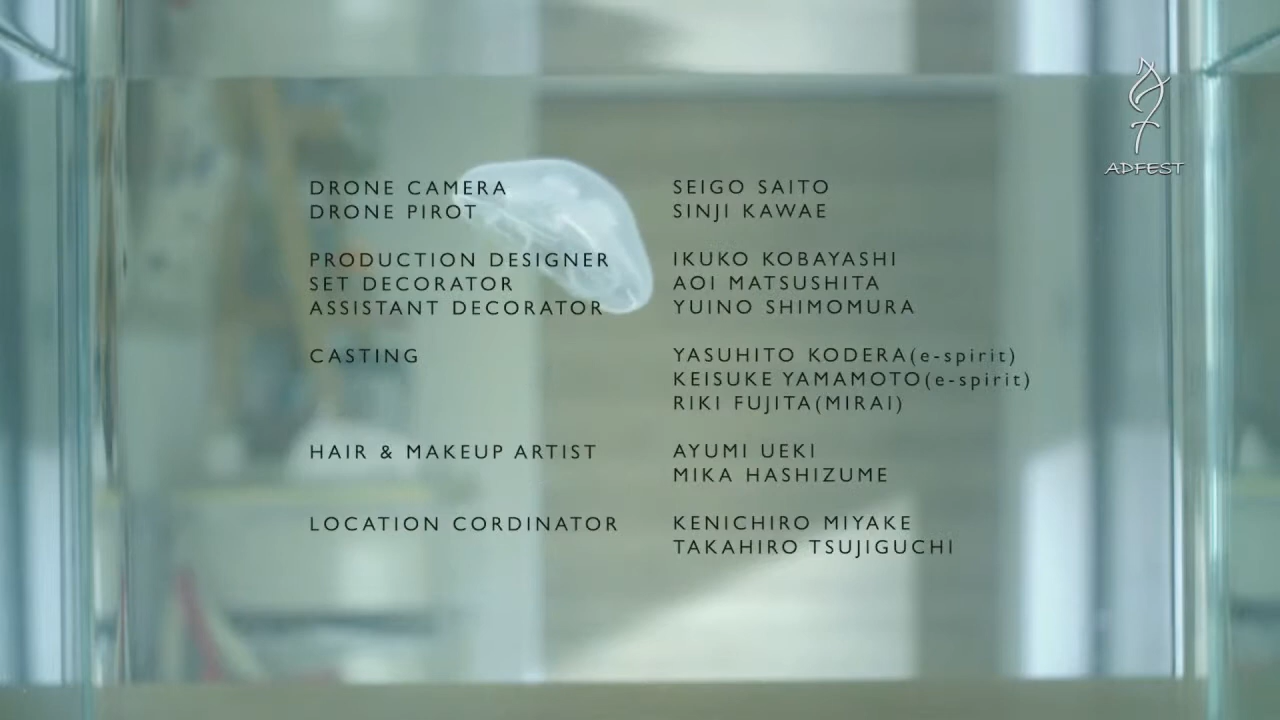 ADFEST
DRONE CAMERA SEIGO SAITO
DRONE PIROT SINJI KAWAE
PRODUCTION DESIGNER IKUKO KOBAYASHI
SET DECORATOR AOI MATSUSHITA
ASSISTANT DECORATOR YUINO SHIMOMURA
CASTING YASUHITO KODERA(e-spirit)
KEISUKE YAMAMOTO(e-spirit)
RIKI FUJITA(MIRAI)
HAIR & MAKEUP ARTIST AYUMI UEKI
MIKA HASHIZUME
LOCATION CORDINATOR KENICHIRO MIYAKE
TAKAHIRO TSUJIGUCHI